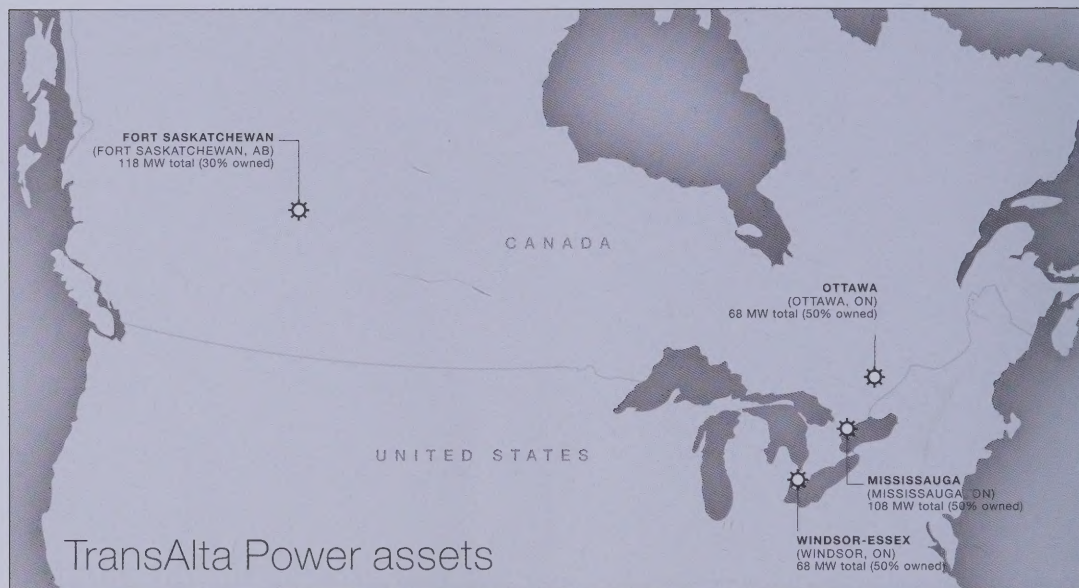 FORT SASKATCHEWAN
(FORT SASKATCHEWAN, AB)
118 MW total (30% owned)
CANADA
OTTAWA
(OTTAWA, ON)
68 MW total (50% owned)
UNITED STATES
MISSISSAUGA
(MISSISSAUGA, ON)
108 MW total (50% owned)
WINDSOR-ESSEX
(WINDSOR, ON)
68 MW total (50% owned)
TransAlta Power assets